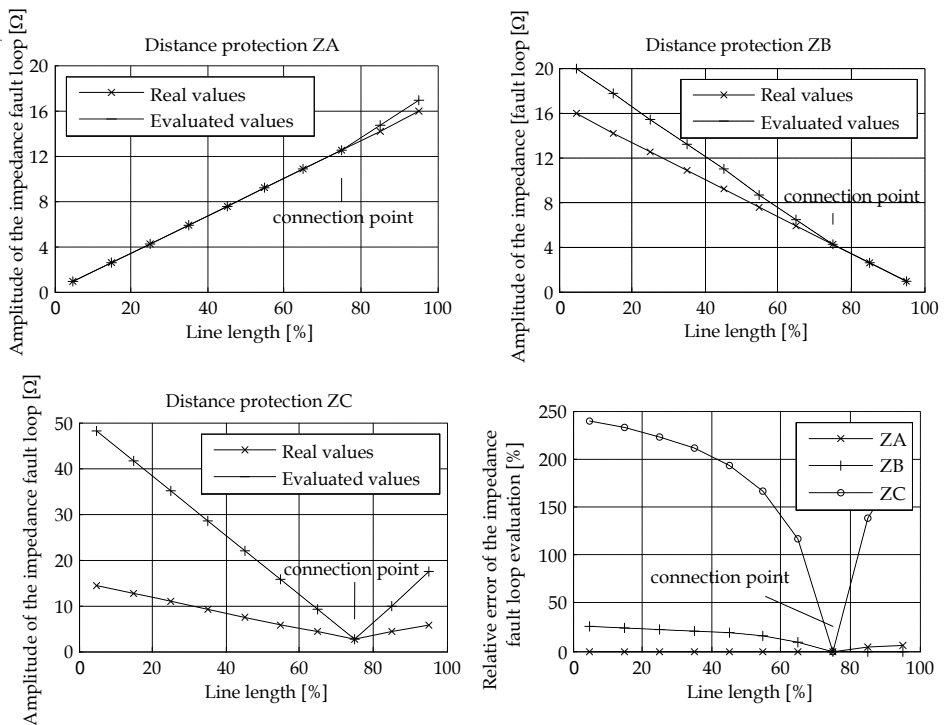 Distance protection ZA
Amplitude of the impedance fault loop [Ω]
20
16
12
8
4
0
Real values
Evaluated values
connection point
0
20
40
60
80
100
Line length [%]
Distance protection ZB
Amplitude of the impedance [fault loop [Ω]
20
16
12
8
4
0
Real values
Evaluated values
connection point
0
20
40
60
80
100
Line length [%]
Distance protection ZC
Amplitude of the impedance fault loop [Ω]
50
40
30
20
10
0
Real values
Evaluated values
connection point
0
20
40
60
80
100
Line length [%]
Relative error of the impedance
fault loop evaluation [%]
250
200
150
100
50
0
ZA
ZB
ZC
connection point
0
20
40
60
80
100
Line length [%]